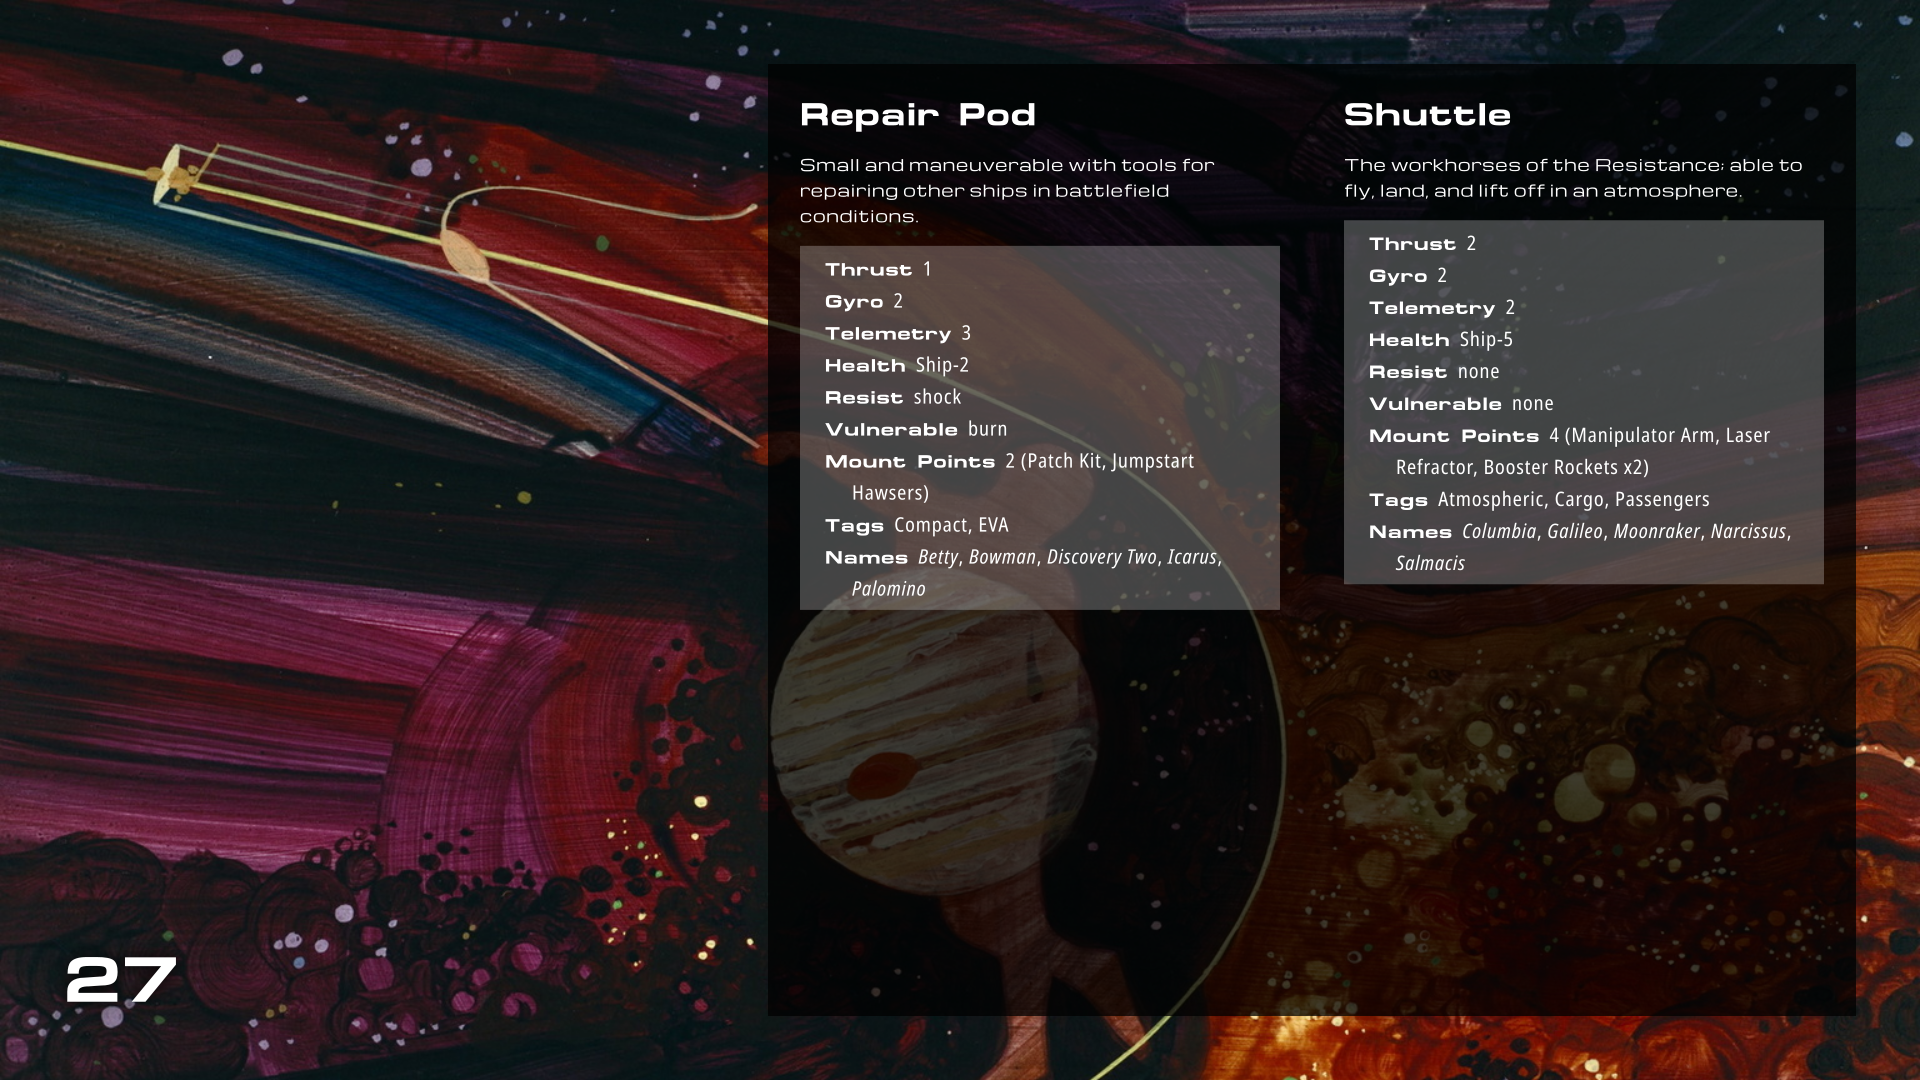 Repair Pod
Small and maneuverable with tools for
repairing other ships in battlefield
conditions.
Thrust 1
Gyro 2
Telemetry 3
Health Ship-2
Resist shock
Vulnerable burn
Mount Points 2 (Patch Kit, Jumpstart
Hawsers)
Tags Compact, EVA
Names Betty, Bowman, Discovery Two, Icarus,
Palomino
Shuttle
The workhorses of the Resistance; able to
fly, land, and lift off in an atmosphere.
Thrust 2
Gyro 2
Telemetry 2
Health Ship-5
Resist none
Vulnerable none
Mount Points 4 (Manipulator Arm, Laser
Refractor, Booster Rockets x2)
Tags Atmospheric, Cargo, Passengers
Names Columbia, Galileo, Moonraker, Narcissus,
Salmacis
27